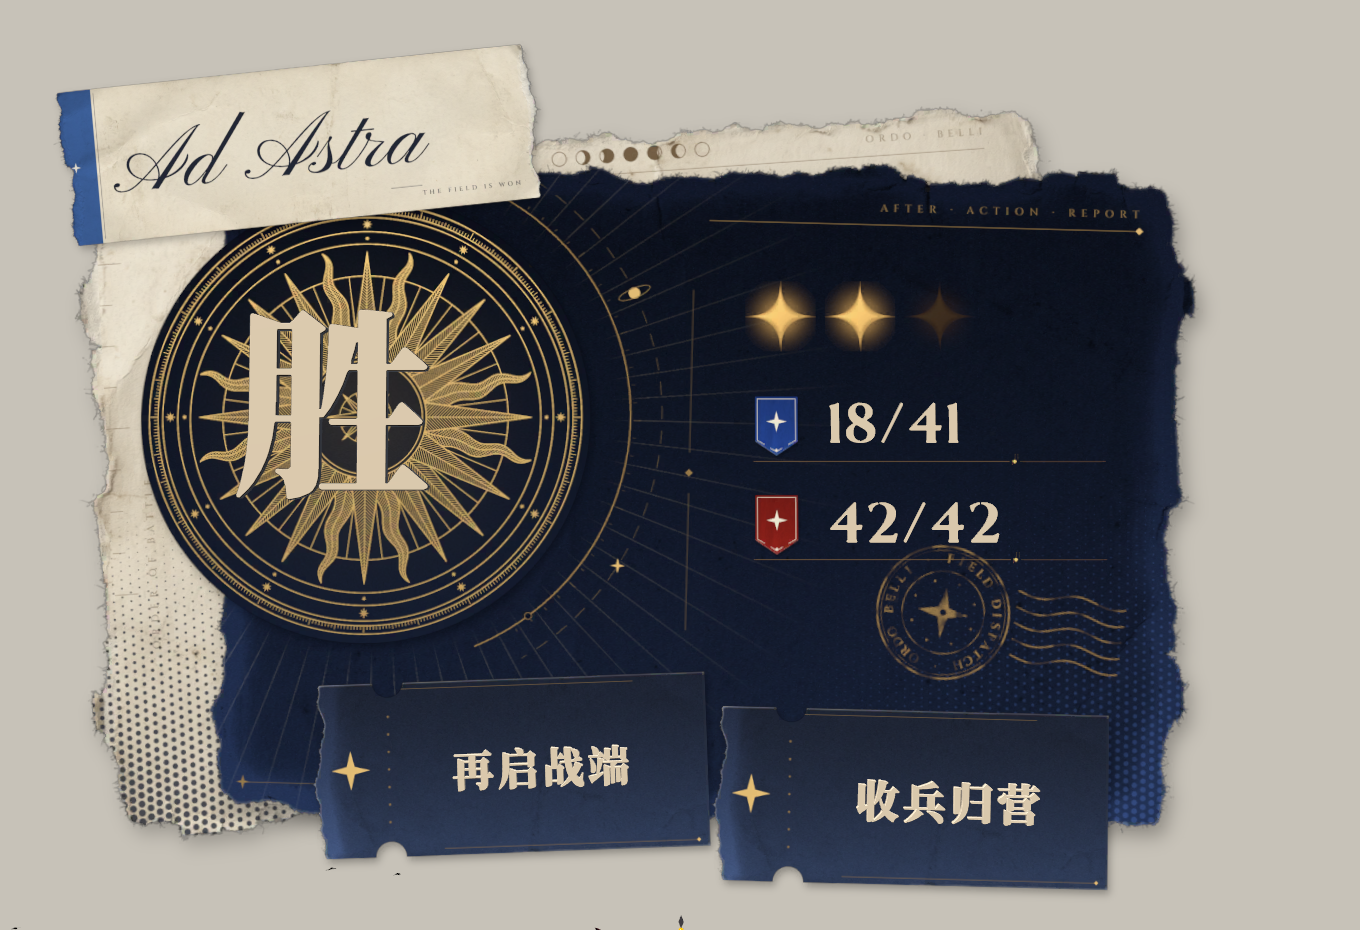 Ad Astra
THE FIELD IS WON
ORDO · BELLI
AFTER · ACTION · REPORT
胜
18/41
42/42
ORDO BELLI FIELD DISPATCH
再启战端
收兵归营